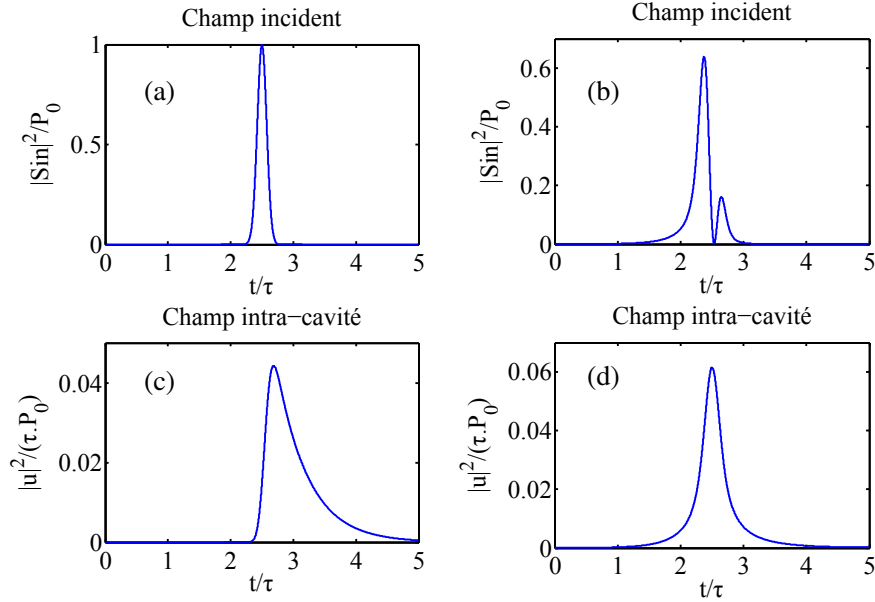 Champ incident
(a)
|Sin|²/P₀
1
0.5
0
0 1 2 3 4 5
t/τ
Champ incident
(b)
|Sin|²/P₀
0.6
0.4
0.2
0
0 1 2 3 4 5
t/τ
Champ intra−cavité
(c)
|u|²/(τ.P₀)
0.04
0.02
0
0 1 2 3 4 5
t/τ
Champ intra−cavité
(d)
|u|²/(τ.P₀)
0.06
0.04
0.02
0
0 1 2 3 4 5
t/τ